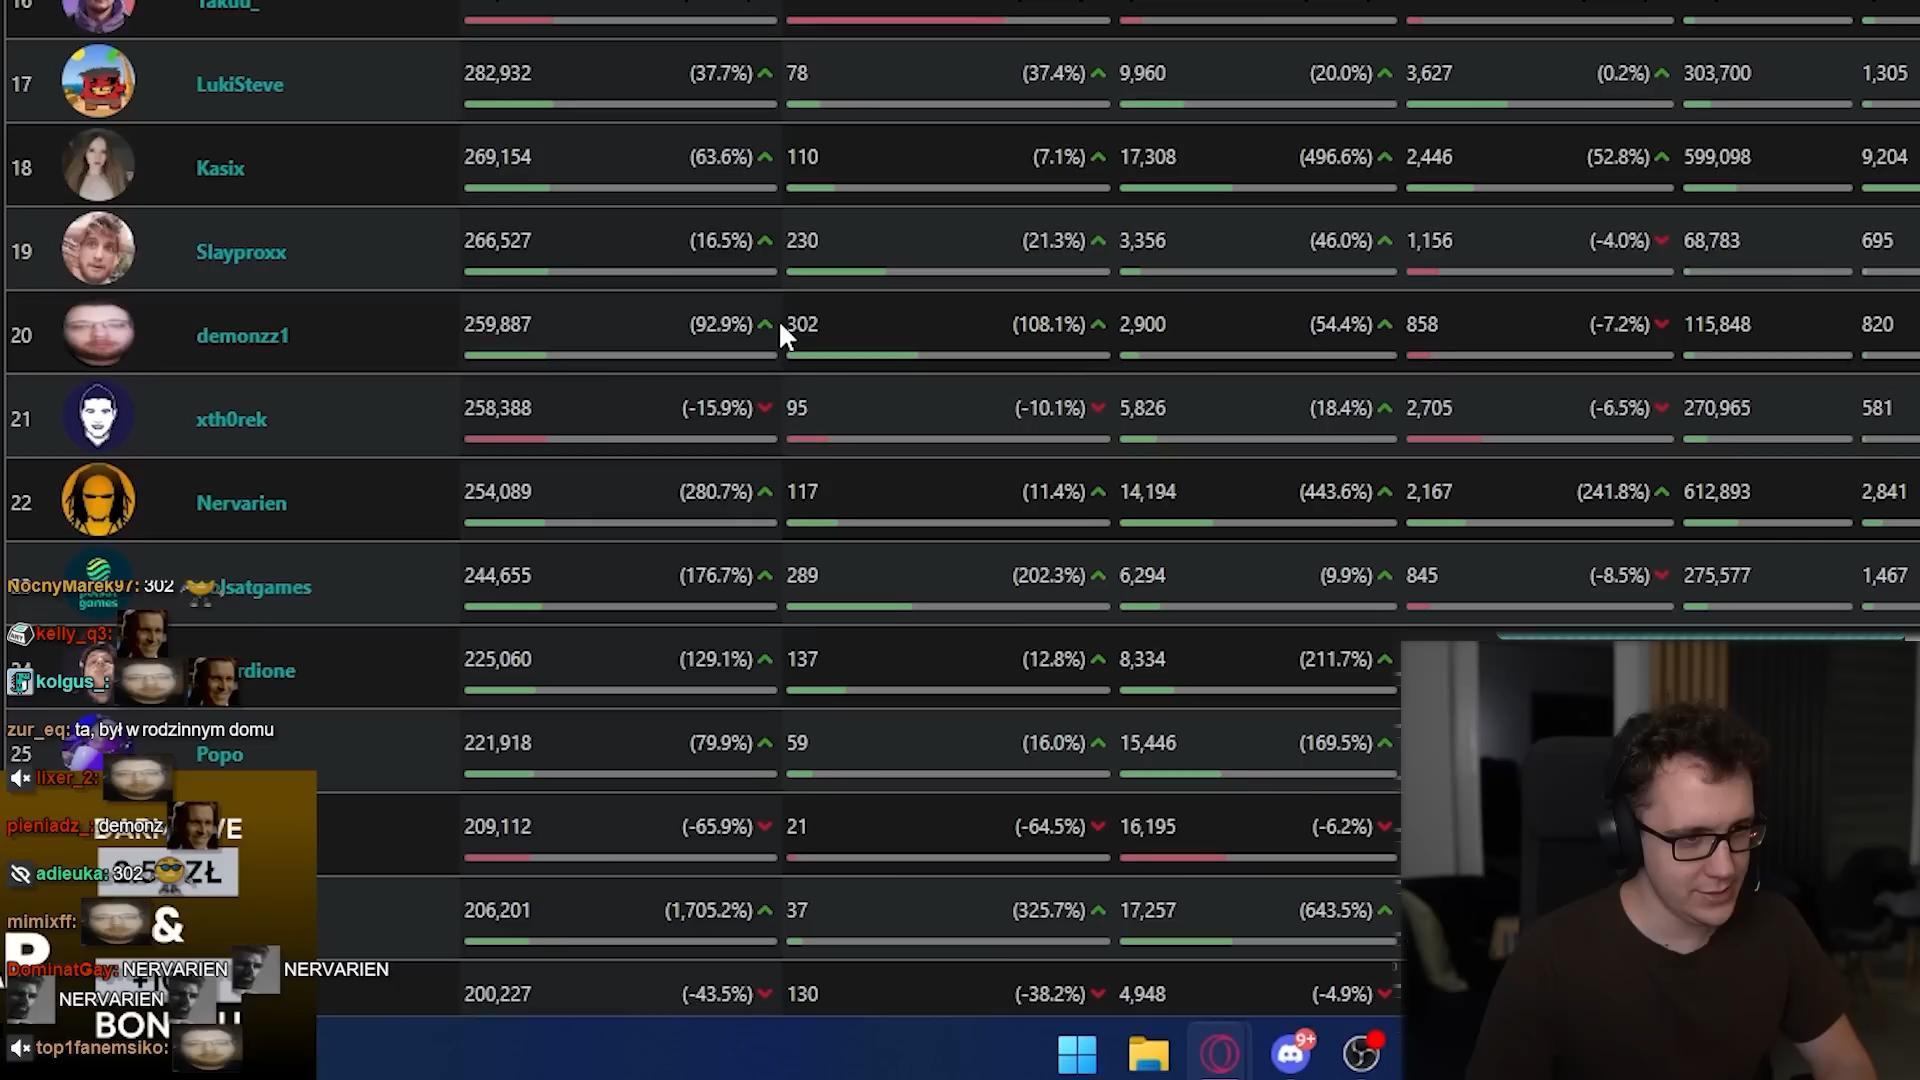 16 Takuu_
17 LukiSteve 282,932 (37.7%) 78 (37.4%) 9,960 (20.0%) 3,627 (0.2%) 303,700 1,305
18 Kasix 269,154 (63.6%) 110 (7.1%) 17,308 (496.6%) 2,446 (52.8%) 599,098 9,204
19 Slayproxx 266,527 (16.5%) 230 (21.3%) 3,356 (46.0%) 1,156 (-4.0%) 68,783 695
20 demonzz1 259,887 (92.9%) 302 (108.1%) 2,900 (54.4%) 858 (-7.2%) 115,848 820
21 xth0rek 258,388 (-15.9%) 95 (-10.1%) 5,826 (18.4%) 2,705 (-6.5%) 270,965 581
22 Nervarien 254,089 (280.7%) 117 (11.4%) 14,194 (443.6%) 2,167 (241.8%) 612,893 2,841
lsatgames 244,655 (176.7%) 289 (202.3%) 6,294 (9.9%) 845 (-8.5%) 275,577 1,467
games
NocnyMarek97: 302
kelly_q3:
rdione 225,060 (129.1%) 137 (12.8%) 8,334 (211.7%)
kolgus_:
zur_eq: ta, był w rodzinnym domu
25 Popo 221,918 (79.9%) 59 (16.0%) 15,446 (169.5%)
lixer_2:
209,112 (-65.9%) 21 (-64.5%) 16,195 (-6.2%)
pleniadz_: demonz
adieuka: 302
ZŁ
206,201 (1,705.2%) 37 (325.7%) 17,257 (643.5%)
mimixff:
&
DominatGay: NERVARIEN NERVARIEN
NERVARIEN
200,227 (-43.5%) 130 (-38.2%) 4,948 (-4.9%)
BON
top1fanemsiko:
9+